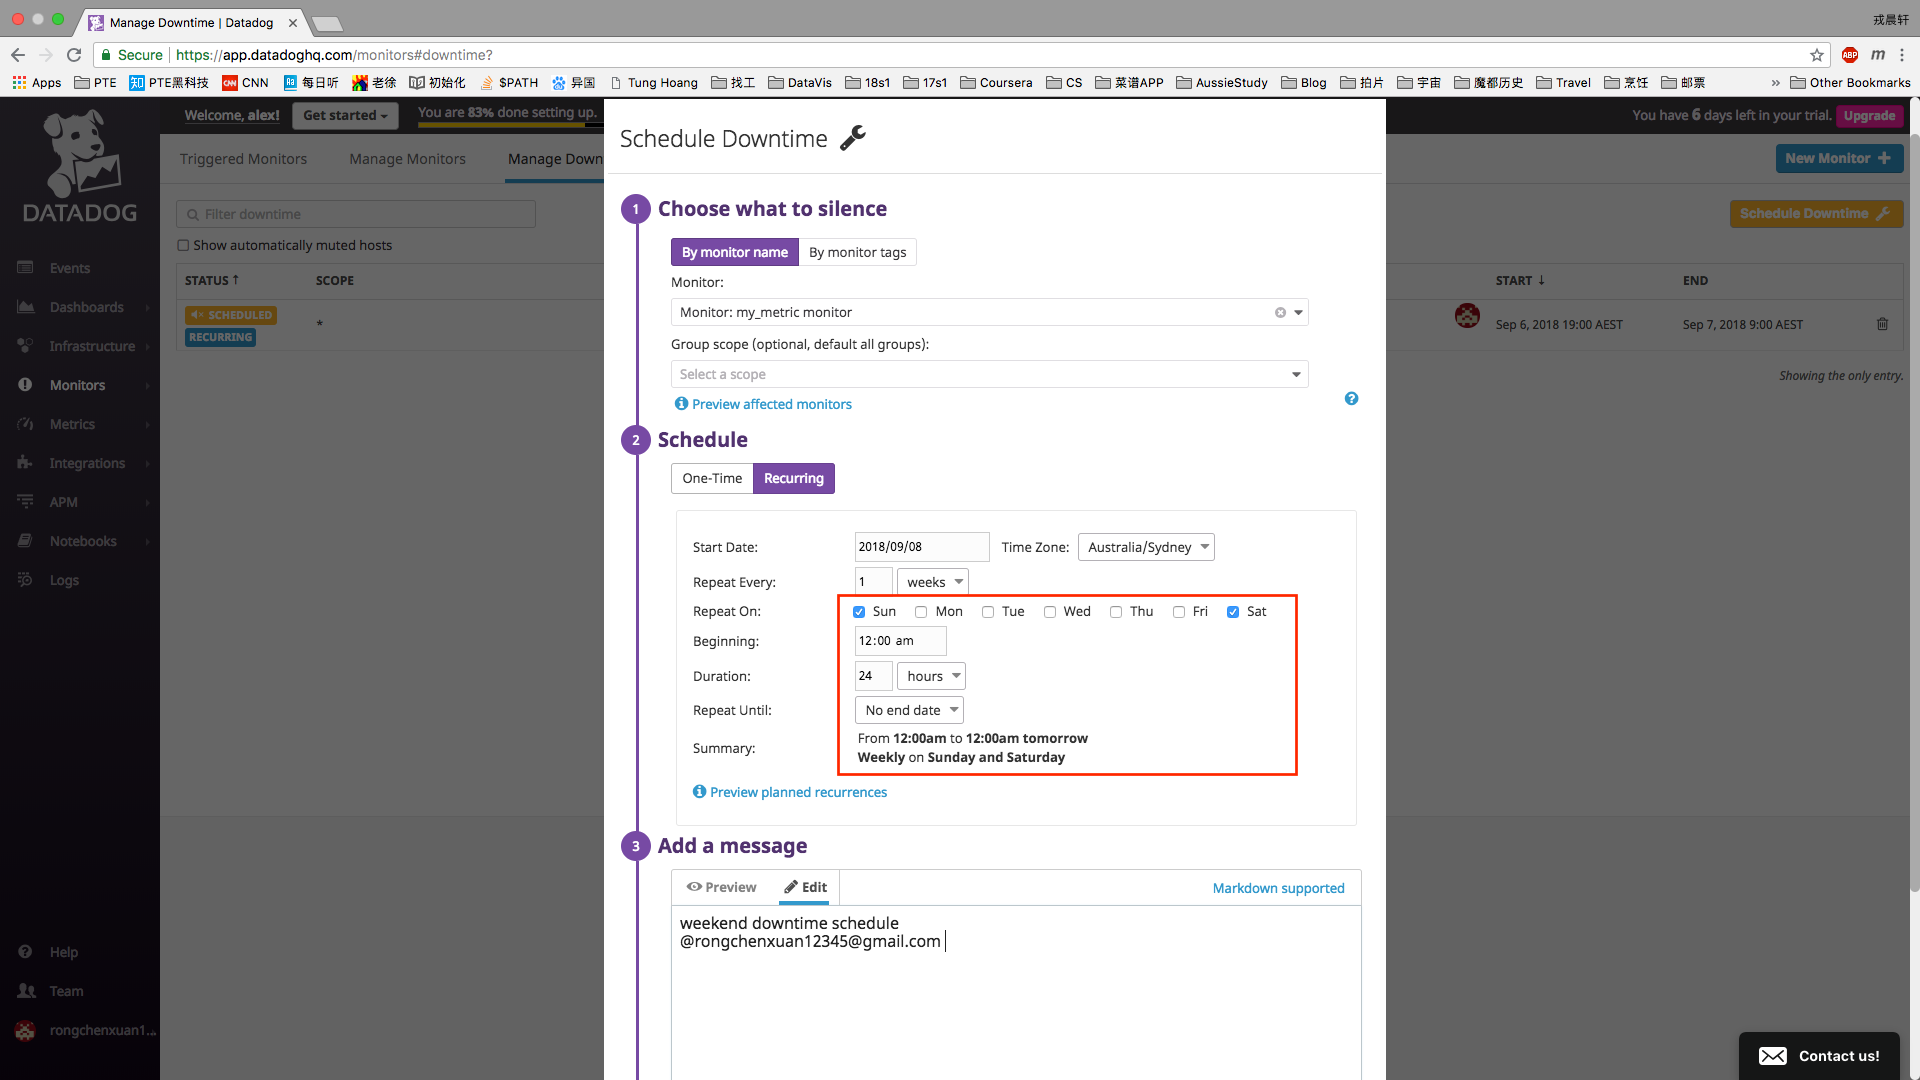 Manage Downtime | Datadog
戎晨轩
Secure
https://app.datadoghq.com/monitors#downtime?
ABP
m
Apps
PTE
知 PTE黑科技
CNN CNN
每日听
老徐
初始化
$PATH
异国
Tung Hoang
找工
DataVis
18s1
17s1
Coursera
CS
菜谱APP
AussieStudy
Blog
拍片
宇宙
魔都历史
Travel
烹饪
邮票
»
Other Bookmarks
DATADOG
Welcome, alex!
Get started
You are 83% done setting up.
You have 6 days left in your trial.
Upgrade
Triggered Monitors
Manage Monitors
Manage Down
New Monitor +
Filter downtime
Schedule Downtime
Show automatically muted hosts
STATUS ↑
SCOPE
START ↓
END
SCHEDULED
RECURRING
*
Sep 6, 2018 19:00 AEST
Sep 7, 2018 9:00 AEST
Showing the only entry.
Events
Dashboards
Infrastructure
Monitors
Metrics
Integrations
APM
Notebooks
Logs
Help
Team
rongchenxuan1...
Schedule Downtime
1 Choose what to silence
By monitor name
By monitor tags
Monitor:
Monitor: my_metric monitor
Group scope (optional, default all groups):
Select a scope
Preview affected monitors
?
2 Schedule
One-Time
Recurring
Start Date:
2018/09/08
Time Zone:
Australia/Sydney
Repeat Every:
1
weeks
Repeat On:
Sun
Mon
Tue
Wed
Thu
Fri
Sat
Beginning:
12:00 am
Duration:
24
hours
Repeat Until:
No end date
Summary:
From 12:00am to 12:00am tomorrow
Weekly on Sunday and Saturday
Preview planned recurrences
3 Add a message
Preview
Edit
Markdown supported
weekend downtime schedule
@rongchenxuan12345@gmail.com
Contact us!